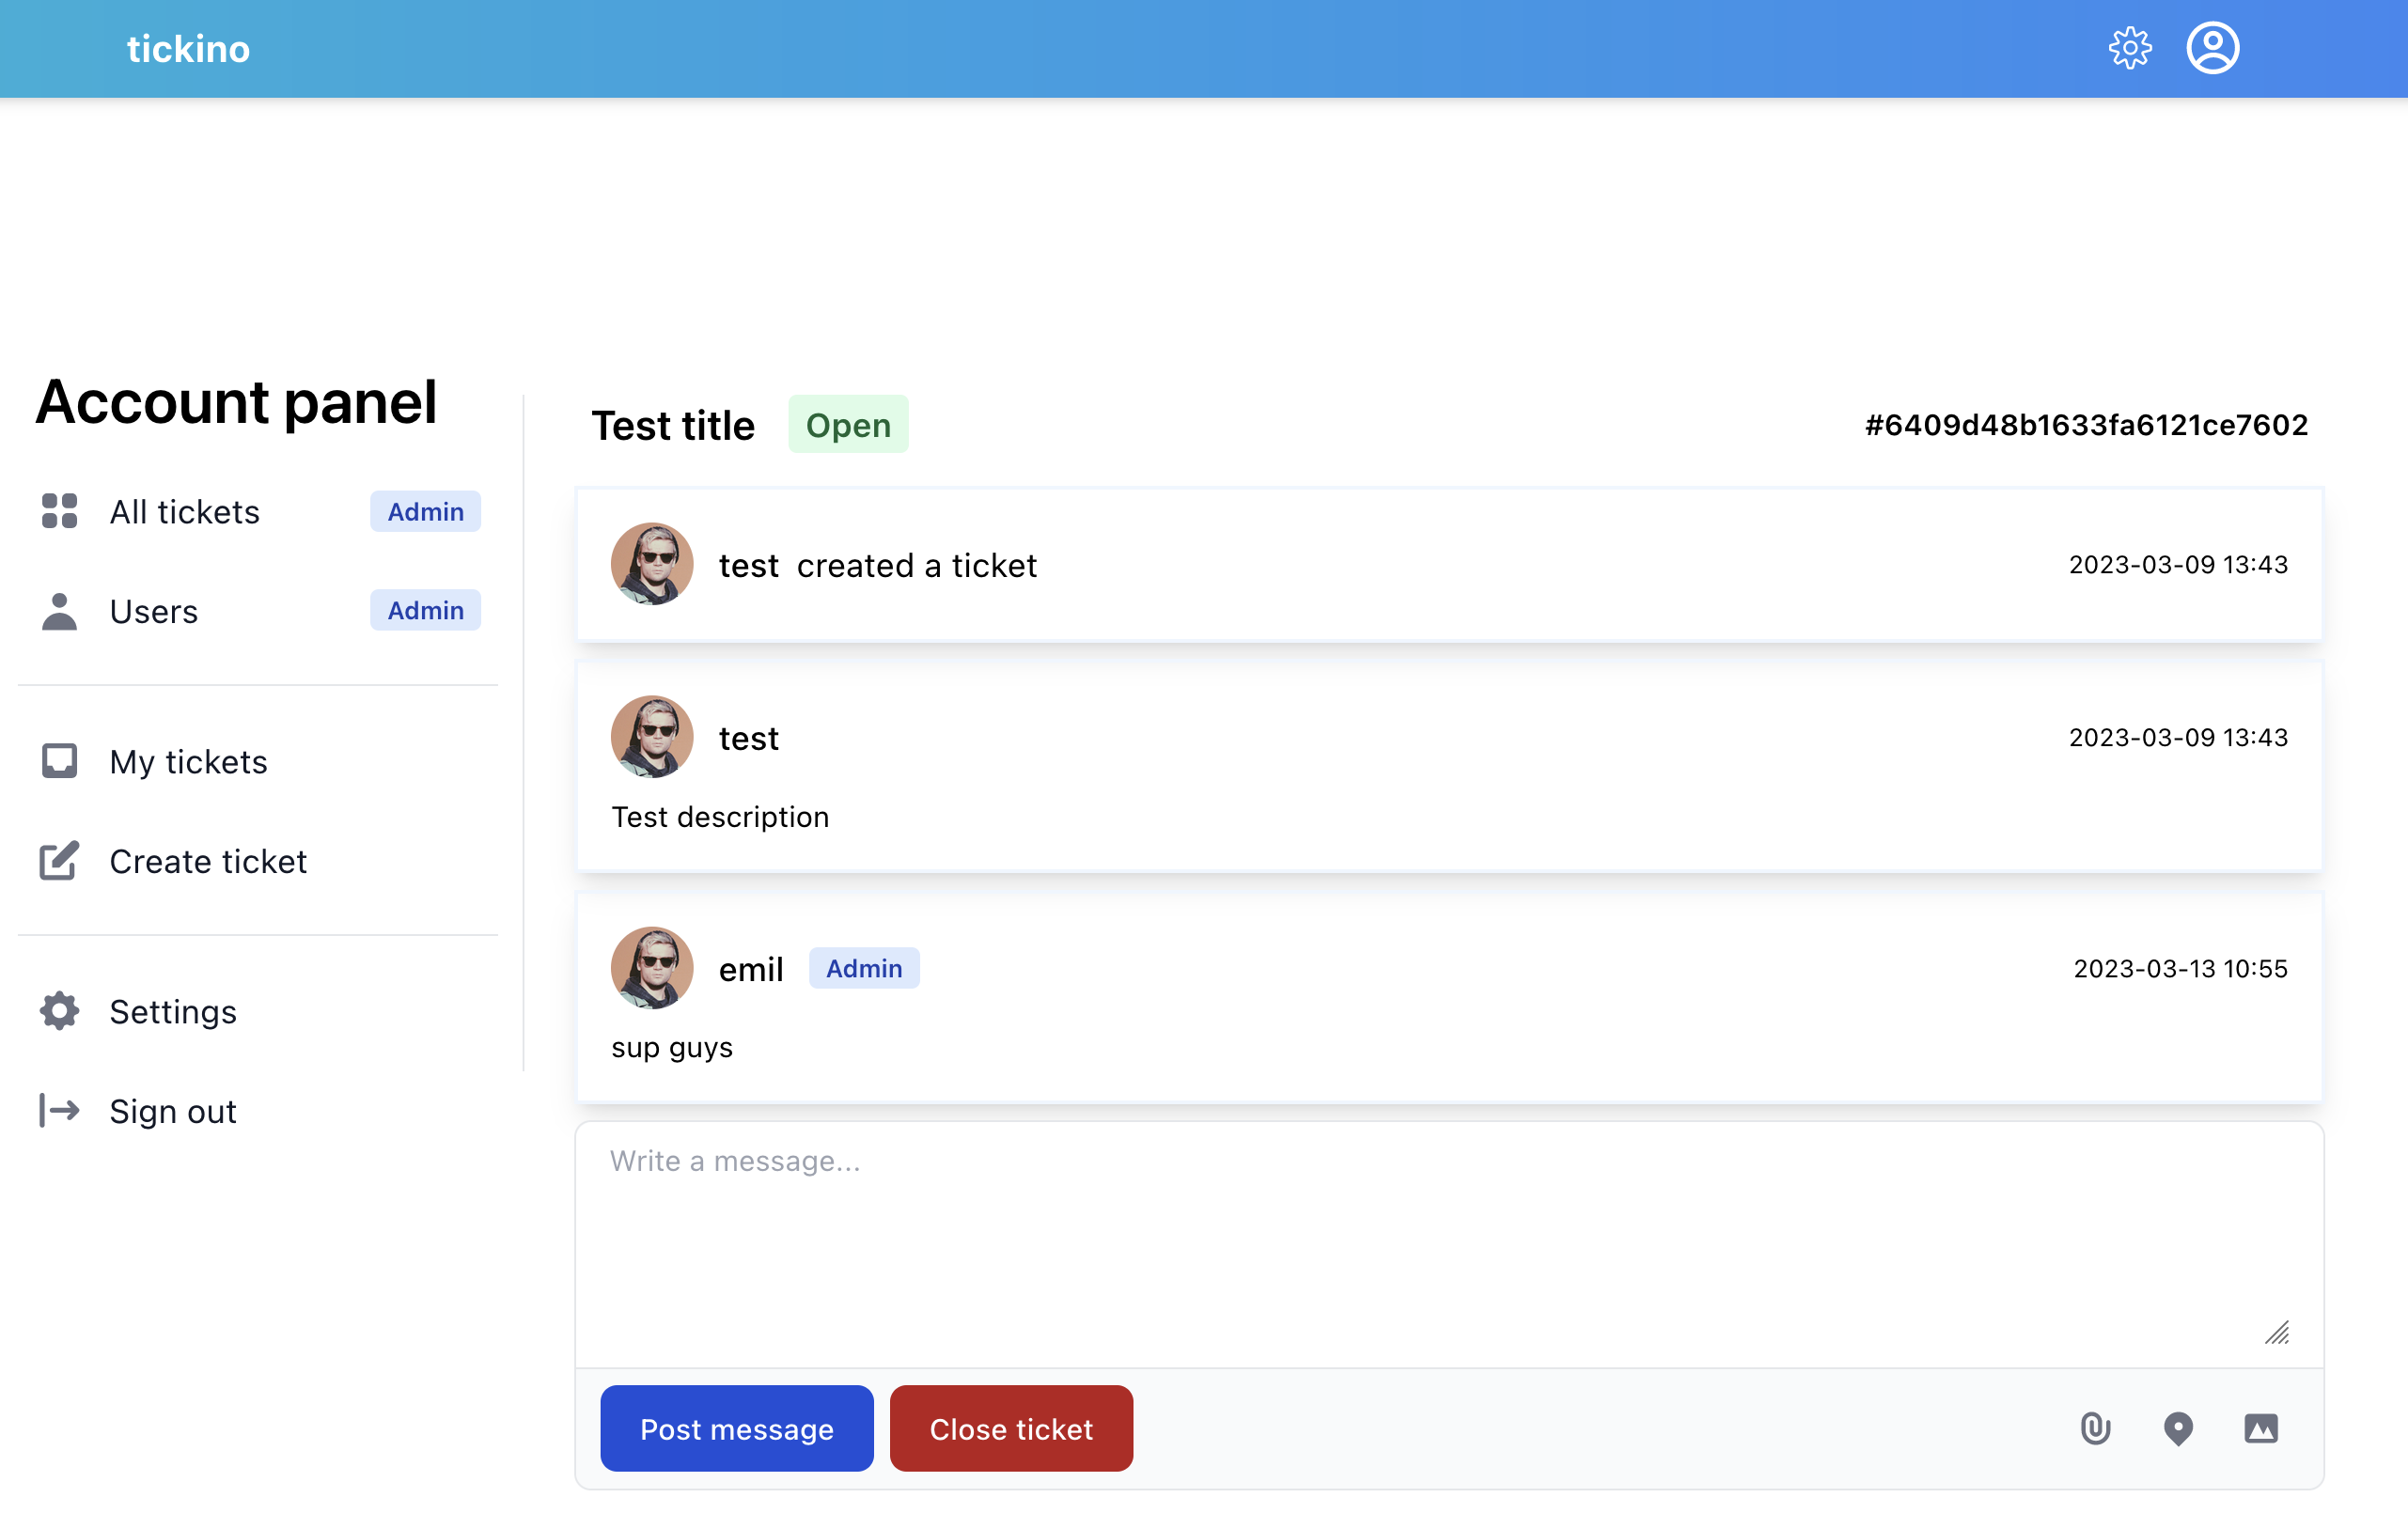 tickino
Account panel
All tickets Admin
Users Admin
My tickets
Create ticket
Settings
Sign out
Test title Open #6409d48b1633fa6121ce7602
test created a ticket 2023-03-09 13:43
test 2023-03-09 13:43
Test description
emil Admin 2023-03-13 10:55
sup guys
Write a message...
Post message Close ticket